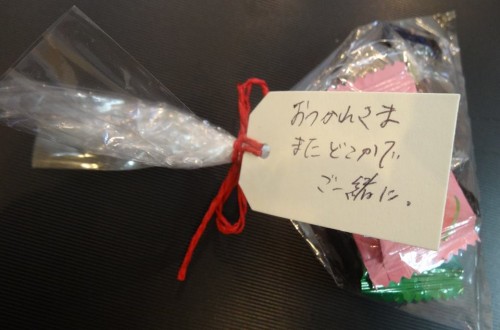 おつかれさま
またどこかで
ご一緒に。